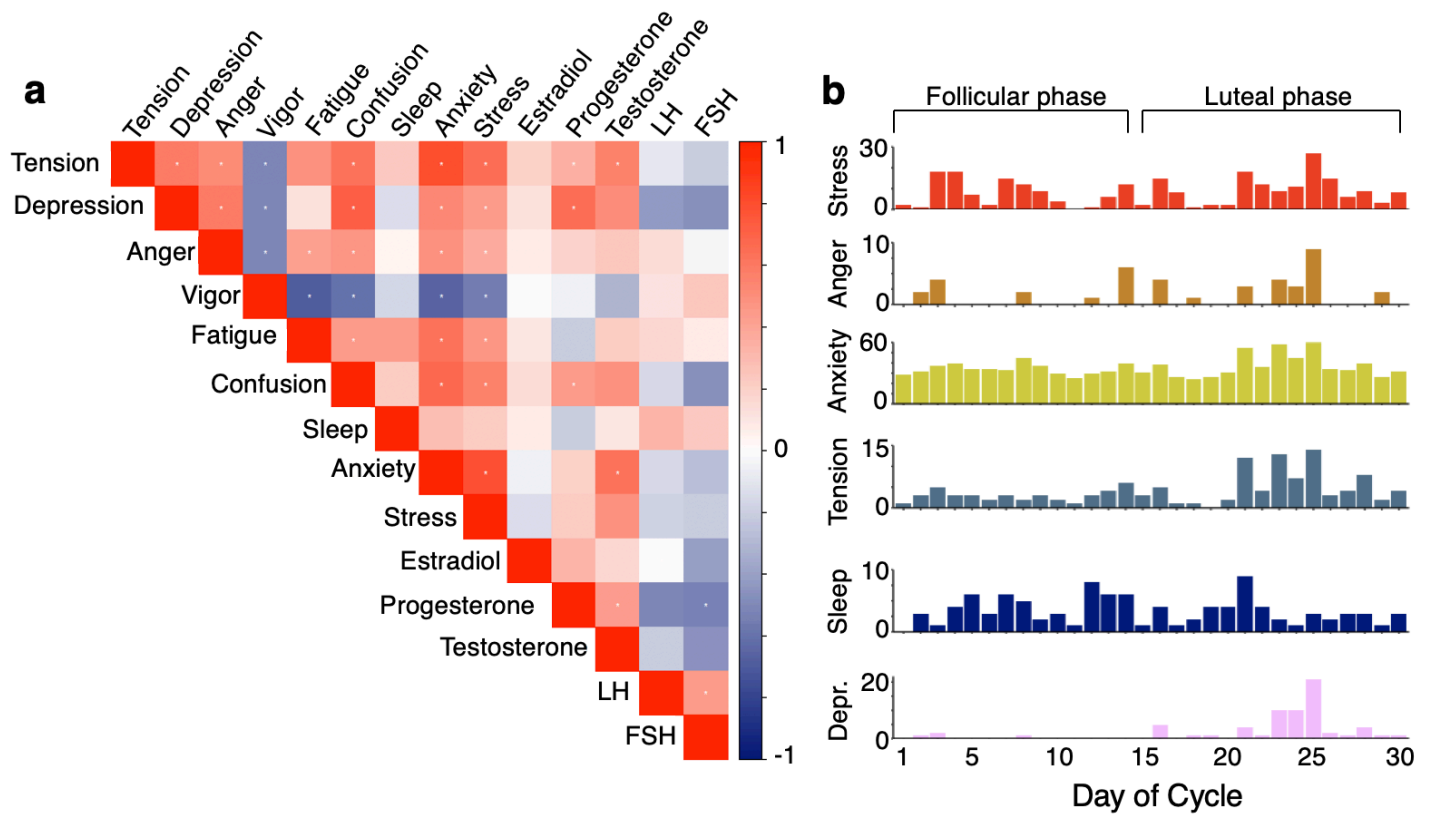 a
Tension
Depression
Anger
Vigor
Fatigue
Confusion
Sleep
Anxiety
Stress
Estradiol
Progesterone
Testosterone
LH
FSH
Tension
Depression
Anger
Vigor
Fatigue
Confusion
Sleep
Anxiety
Stress
Estradiol
Progesterone
Testosterone
LH
FSH
1
0
-1
b
Follicular phase
Luteal phase
Stress
30
0
Anger
10
0
Anxiety
60
0
Tension
15
0
Sleep
10
0
Depr.
20
0
1 5 10 15 20 25 30
Day of Cycle